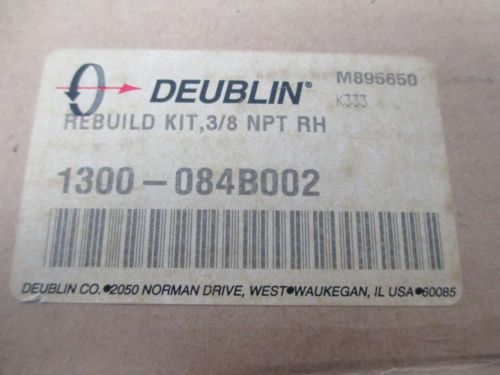 DEUBLIN® M895650
K333
REBUILD KIT,3/8 NPT RH
1300-084B002
DEUBLIN CO.●2050 NORMAN DRIVE, WEST●WAUKEGAN, IL USA●60085